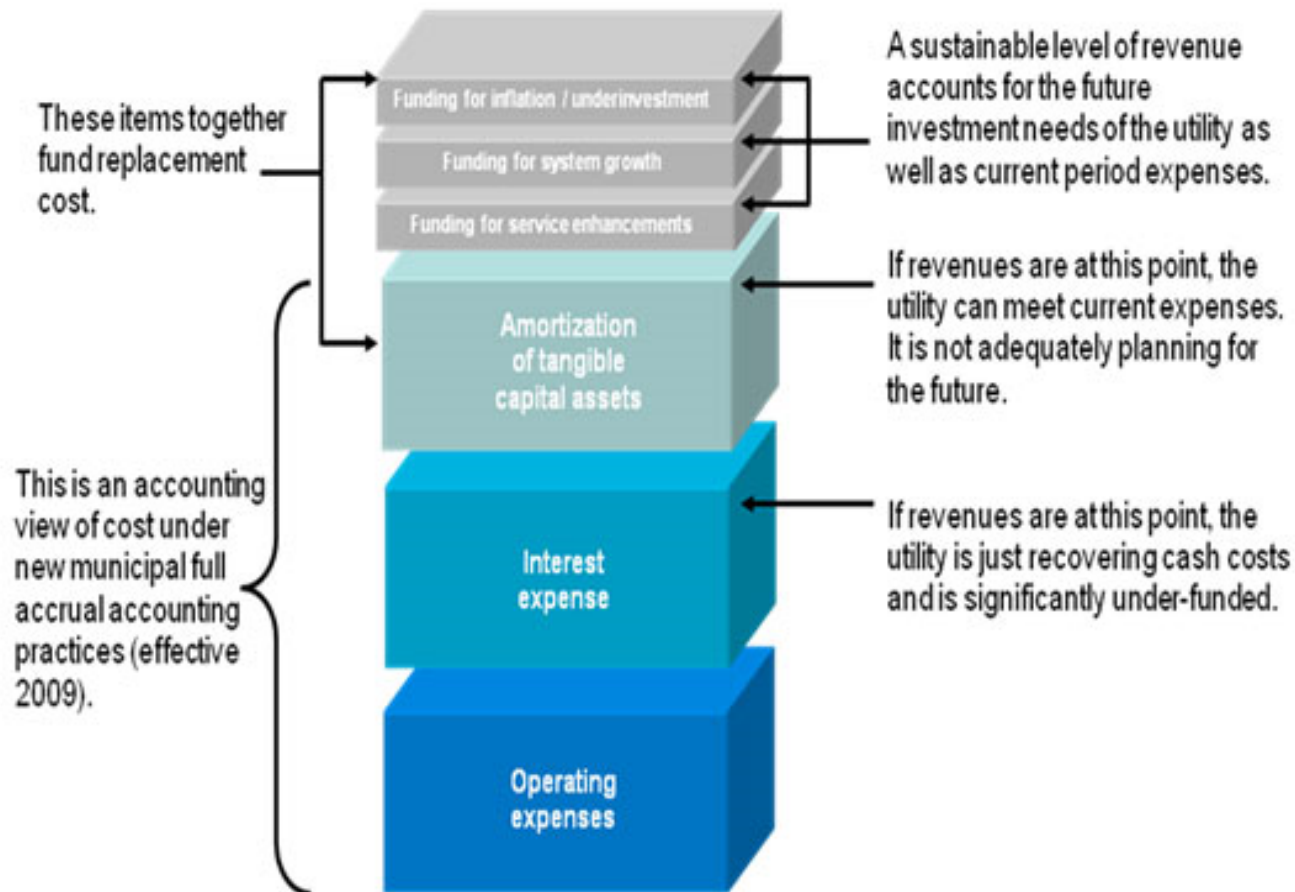 These items together
fund replacement
cost.
This is an accounting
view of cost under
new municipal full
accrual accounting
practices (effective
2009).
Funding for inflation / underinvestment
Funding for system growth
Funding for service enhancements
Amortization
of tangible
capital assets
Interest
expense
Operating
expenses
A sustainable level of revenue
accounts for the future
investment needs of the utility as
well as current period expenses.
If revenues are at this point, the
utility can meet current expenses.
It is not adequately planning for
the future.
If revenues are at this point, the
utility is just recovering cash costs
and is significantly under-funded.